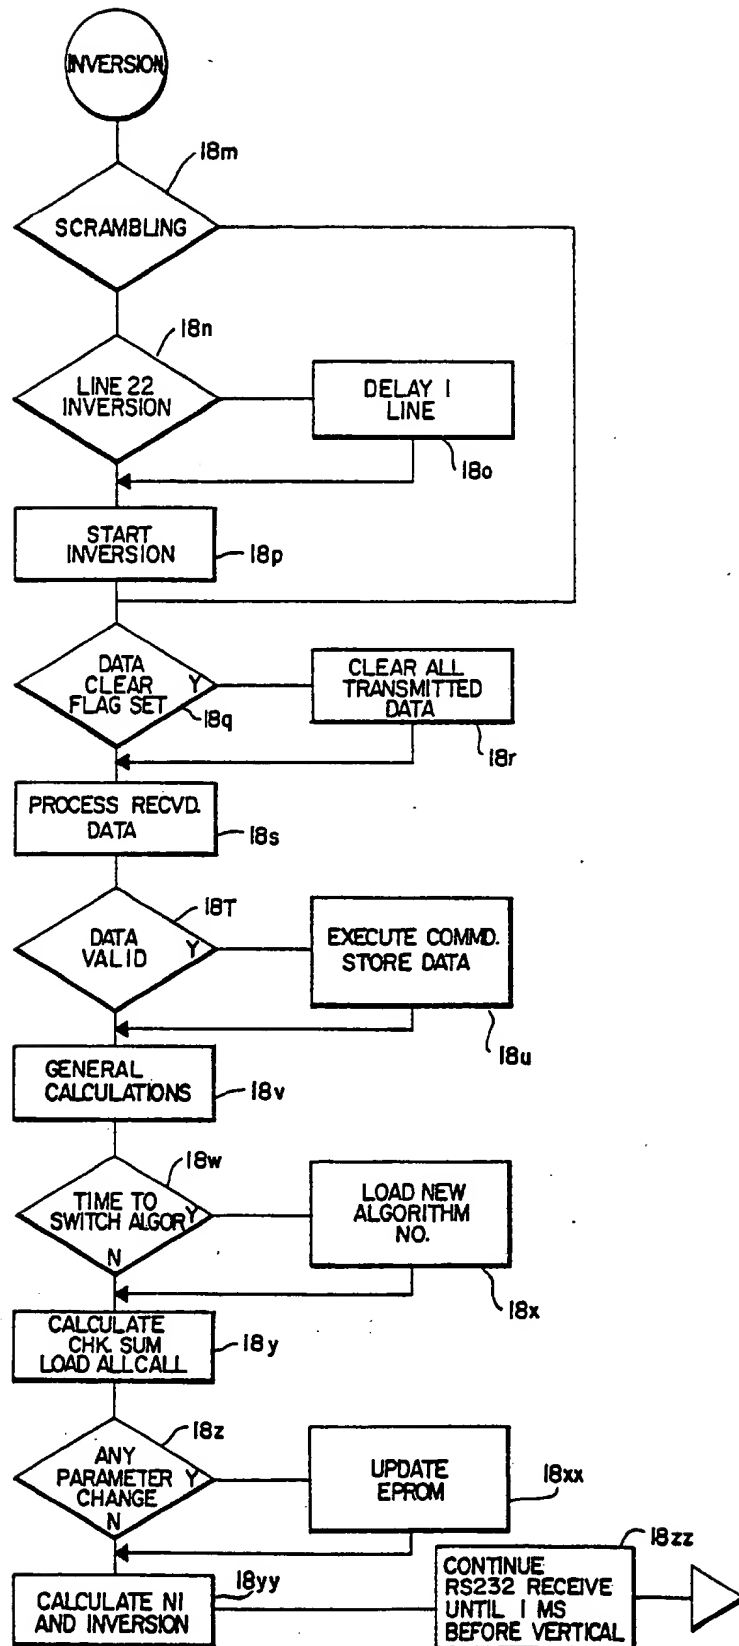 INVERSION
18m
SCRAMBLING
18n
LINE 22
INVERSION
DELAY 1
LINE
18o
START
INVERSION
18p
DATA
CLEAR
FLAG SET
Y
18q
CLEAR ALL
TRANSMITTED
DATA
18r
PROCESS RECVD.
DATA
18s
18T
DATA
VALID
Y
EXECUTE COMMD.
STORE DATA
18u
GENERAL
CALCULATIONS
18v
18w
TIME TO
SWITCH ALGOR
Y
N
LOAD NEW
ALGORITHM
NO.
18x
CALCULATE
CHK. SUM
LOAD ALLCALL
18y
18z
ANY
PARAMETER
CHANGE
Y
N
UPDATE
EPROM
18xx
18zz
CALCULATE NI
AND INVERSION
18yy
CONTINUE
RS232 RECEIVE
UNTIL 1 MS
BEFORE VERTICAL